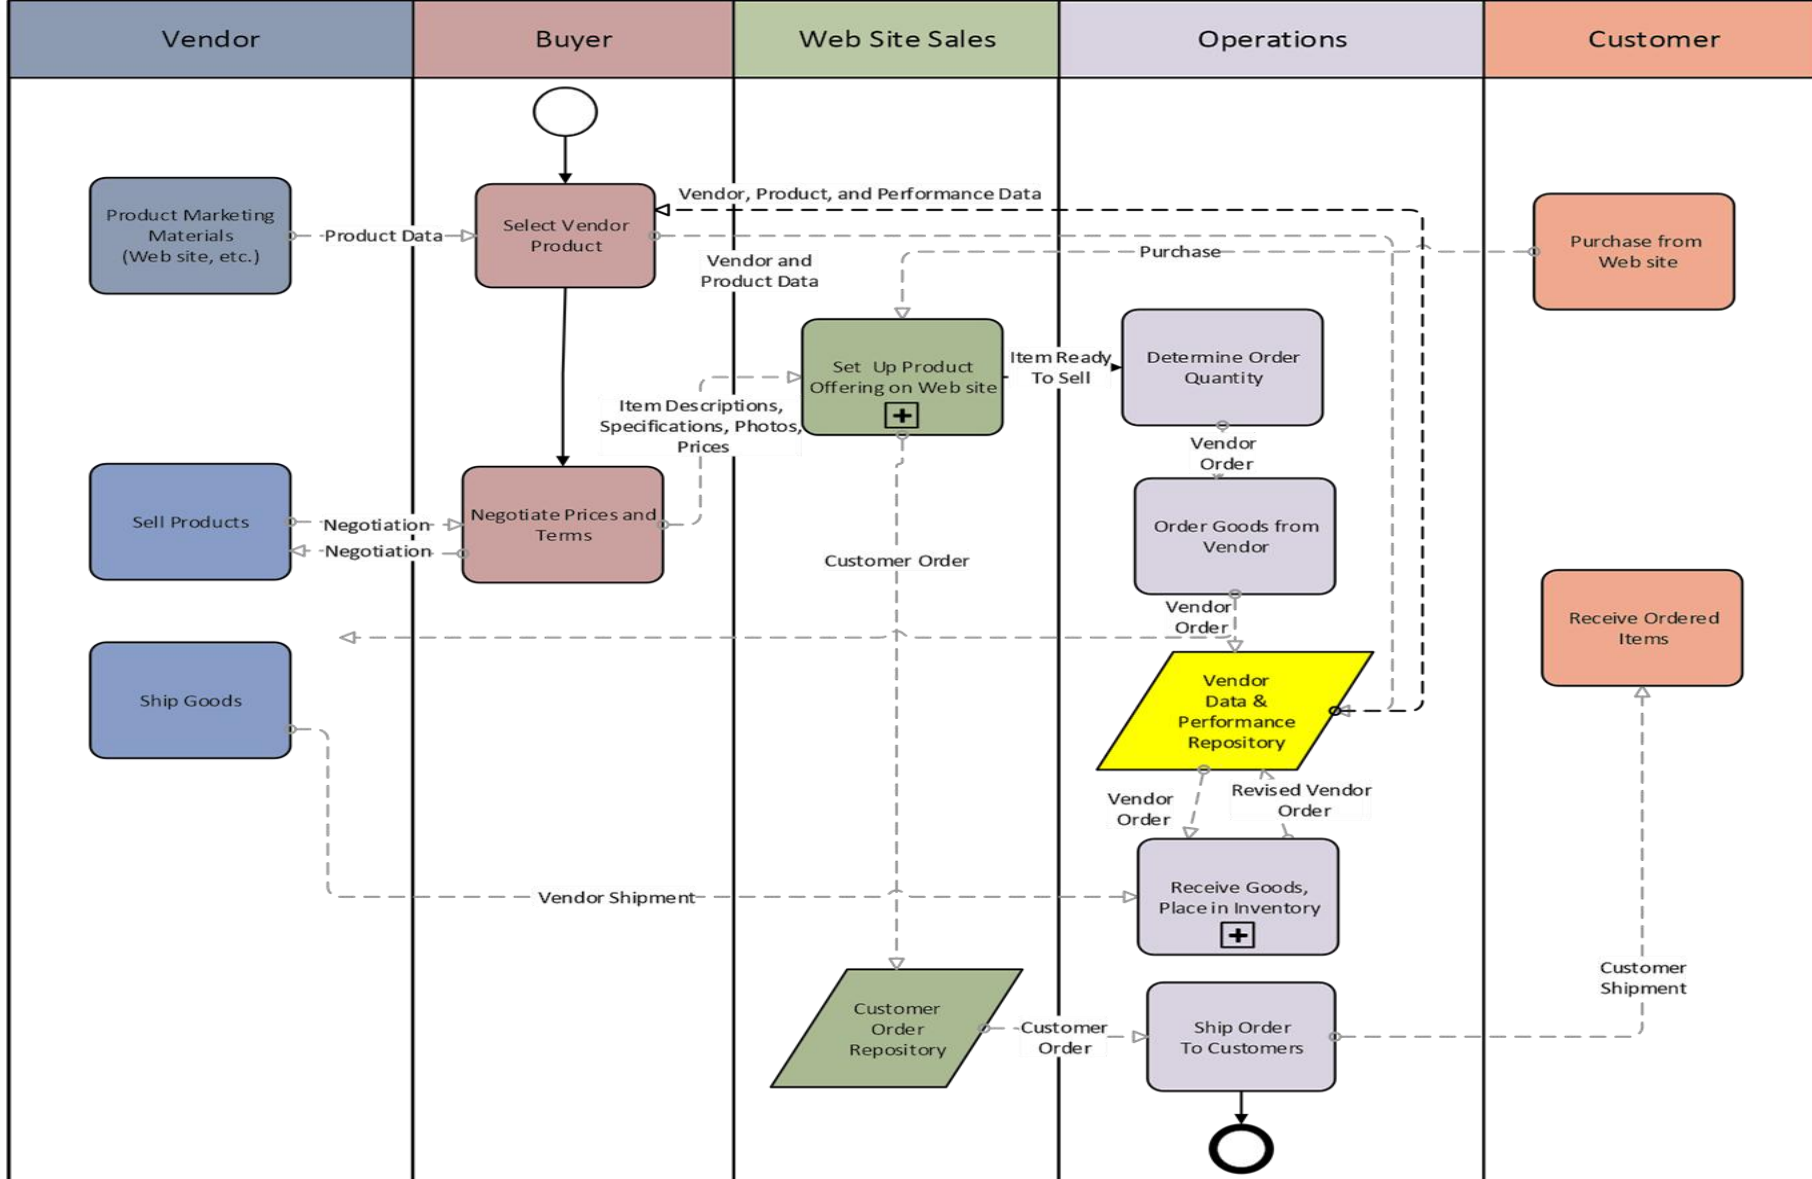 Vendor
Buyer
Web Site Sales
Operations
Customer
Vendor, Product, and Performance Data
Product Marketing
Materials
(Web site, etc.)
Product Data
Select Vendor
Product
Vendor and
Product Data
Purchase
Purchase from
Web site
Set Up Product
Offering on Web site
Item Ready
To Sell
Determine Order
Quantity
Item Descriptions,
Specifications, Photos,
Prices
Vendor
Order
Sell Products
Negotiation
Negotiation
Negotiate Prices and
Terms
Order Goods from
Vendor
Customer Order
Vendor
Order
Receive Ordered
Items
Ship Goods
Vendor
Data &
Performance
Repository
Vendor
Order
Revised Vendor
Order
Vendor Shipment
Receive Goods,
Place in Inventory
Customer
Shipment
Customer
Order
Repository
Customer
Order
Ship Order
To Customers